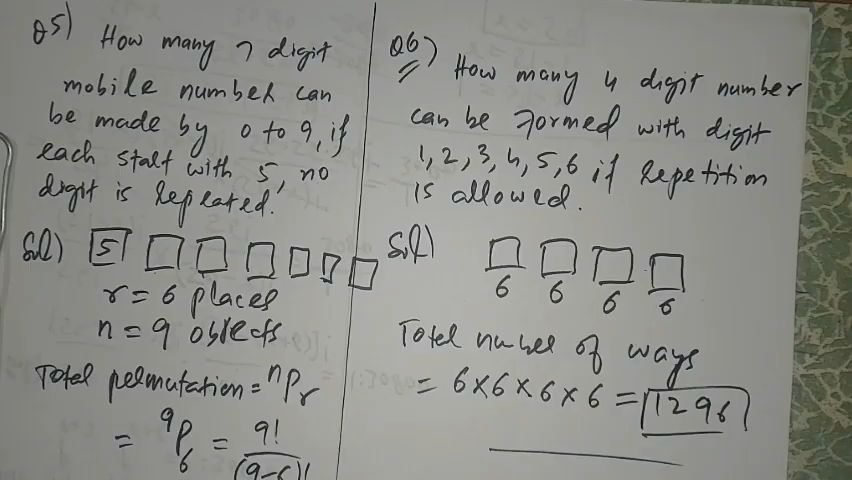 Q5) How many 7 digit
mobile number can
be made by 0 to 9, if
each start with 5, no
digit is repeated.
Sol) 5
r = 6 places
n = 9 objects
Total permutation = nPr
= 9P6 = 9!
(9-6)!
Q6) How many 4 digit number
can be formed with digit
1, 2, 3, 4, 5, 6 if repetition
is allowed.
Sol)
6 6 6 6
Total number of ways
= 6 × 6 × 6 × 6 = 1296